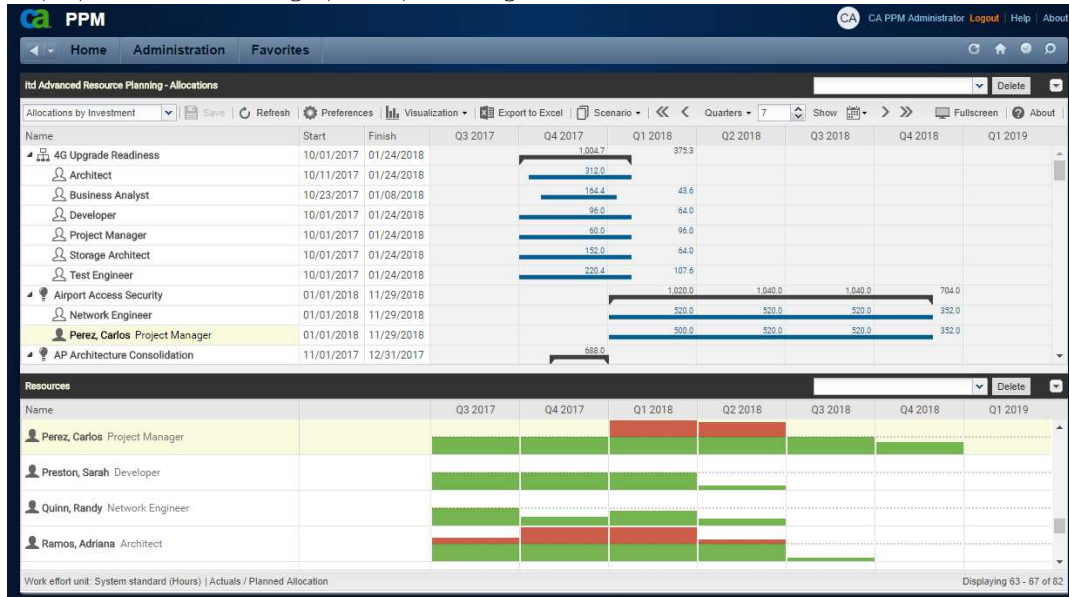 ca PPM CA CA PPM Administrator Logout | Help | About
Home Administration Favorites
itd Advanced Resource Planning - Allocations Delete
Allocations by Investment Save Refresh Preferences Visualization Export to Excel Scenario Quarters 7 Show Fullscreen About
Name Start Finish Q3 2017 Q4 2017 Q1 2018 Q2 2018 Q3 2018 Q4 2018 Q1 2019
4G Upgrade Readiness 10/01/2017 01/24/2018 1,004.7 375.3
Architect 10/11/2017 01/24/2018 312.0
Business Analyst 10/23/2017 01/08/2018 164.4 43.6
Developer 10/01/2017 01/24/2018 96.0 64.0
Project Manager 10/01/2017 01/24/2018 60.0 96.0
Storage Architect 10/01/2017 01/24/2018 152.0 64.0
Test Engineer 10/01/2017 01/24/2018 220.4 107.6
Airport Access Security 01/01/2018 11/29/2018 1,020.0 1,040.0 1,040.0 704.0
Network Engineer 01/01/2018 11/29/2018 520.0 520.0 520.0 352.0
Perez, Carlos Project Manager 01/01/2018 11/29/2018 500.0 520.0 520.0 352.0
AP Architecture Consolidation 11/01/2017 12/31/2017 688.0
Resources Delete
Name Q3 2017 Q4 2017 Q1 2018 Q2 2018 Q3 2018 Q4 2018 Q1 2019
Perez, Carlos Project Manager
Preston, Sarah Developer
Quinn, Randy Network Engineer
Ramos, Adriana Architect
Work effort unit: System standard (Hours) | Actuals / Planned Allocation Displaying 63 - 67 of 82